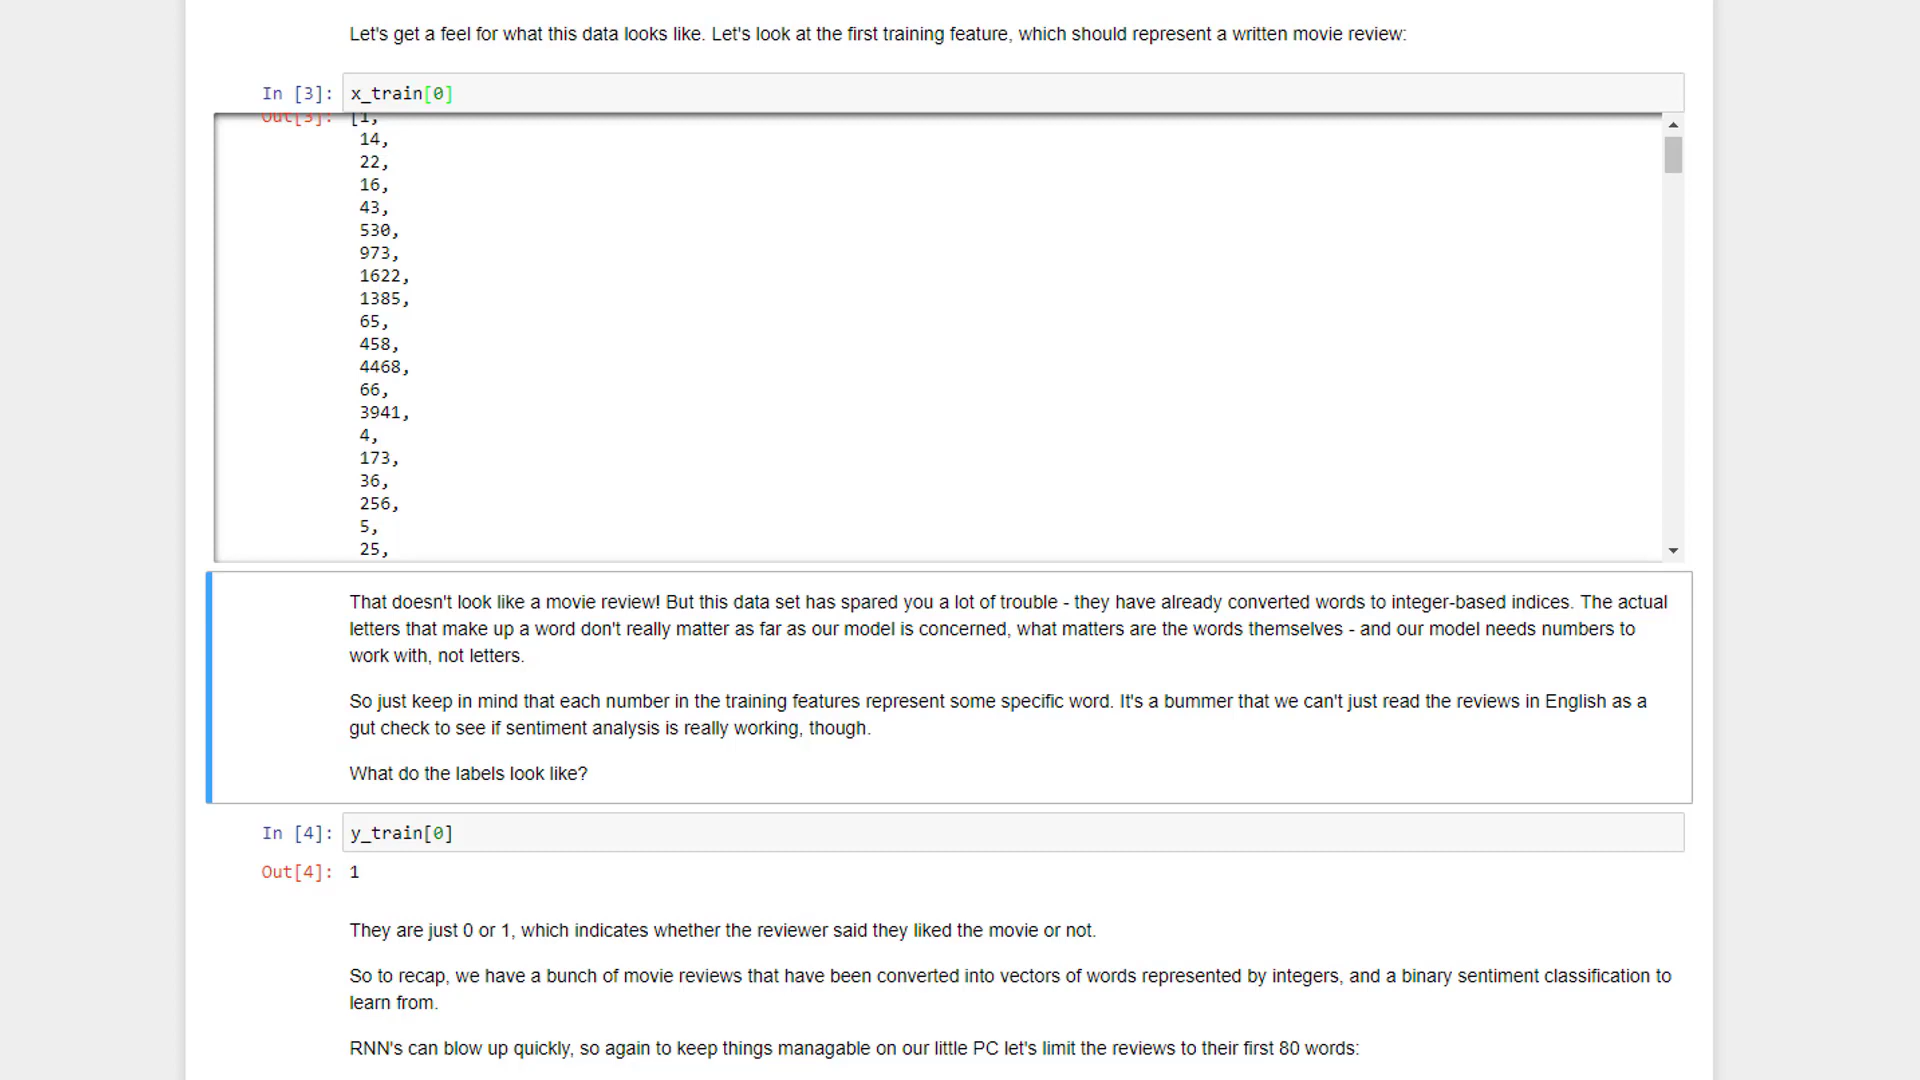 Let's get a feel for what this data looks like. Let's look at the first training feature, which should represent a written movie review:
In [3]: x_train[0]
Out[3]: [1,
14,
22,
16,
43,
530,
973,
1622,
1385,
65,
458,
4468,
66,
3941,
4,
173,
36,
256,
5,
25,
That doesn't look like a movie review! But this data set has spared you a lot of trouble - they have already converted words to integer-based indices. The actual
letters that make up a word don't really matter as far as our model is concerned, what matters are the words themselves - and our model needs numbers to
work with, not letters.
So just keep in mind that each number in the training features represent some specific word. It's a bummer that we can't just read the reviews in English as a
gut check to see if sentiment analysis is really working, though.
What do the labels look like?
In [4]: y_train[0]
Out[4]: 1
They are just 0 or 1, which indicates whether the reviewer said they liked the movie or not.
So to recap, we have a bunch of movie reviews that have been converted into vectors of words represented by integers, and a binary sentiment classification to
learn from.
RNN's can blow up quickly, so again to keep things managable on our little PC let's limit the reviews to their first 80 words: